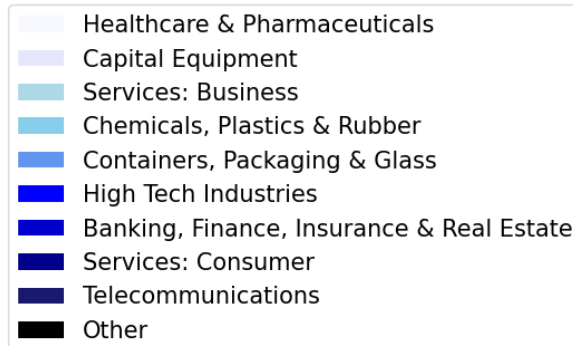 Healthcare & Pharmaceuticals
Capital Equipment
Services: Business
Chemicals, Plastics & Rubber
Containers, Packaging & Glass
High Tech Industries
Banking, Finance, Insurance & Real Estate
Services: Consumer
Telecommunications
Other